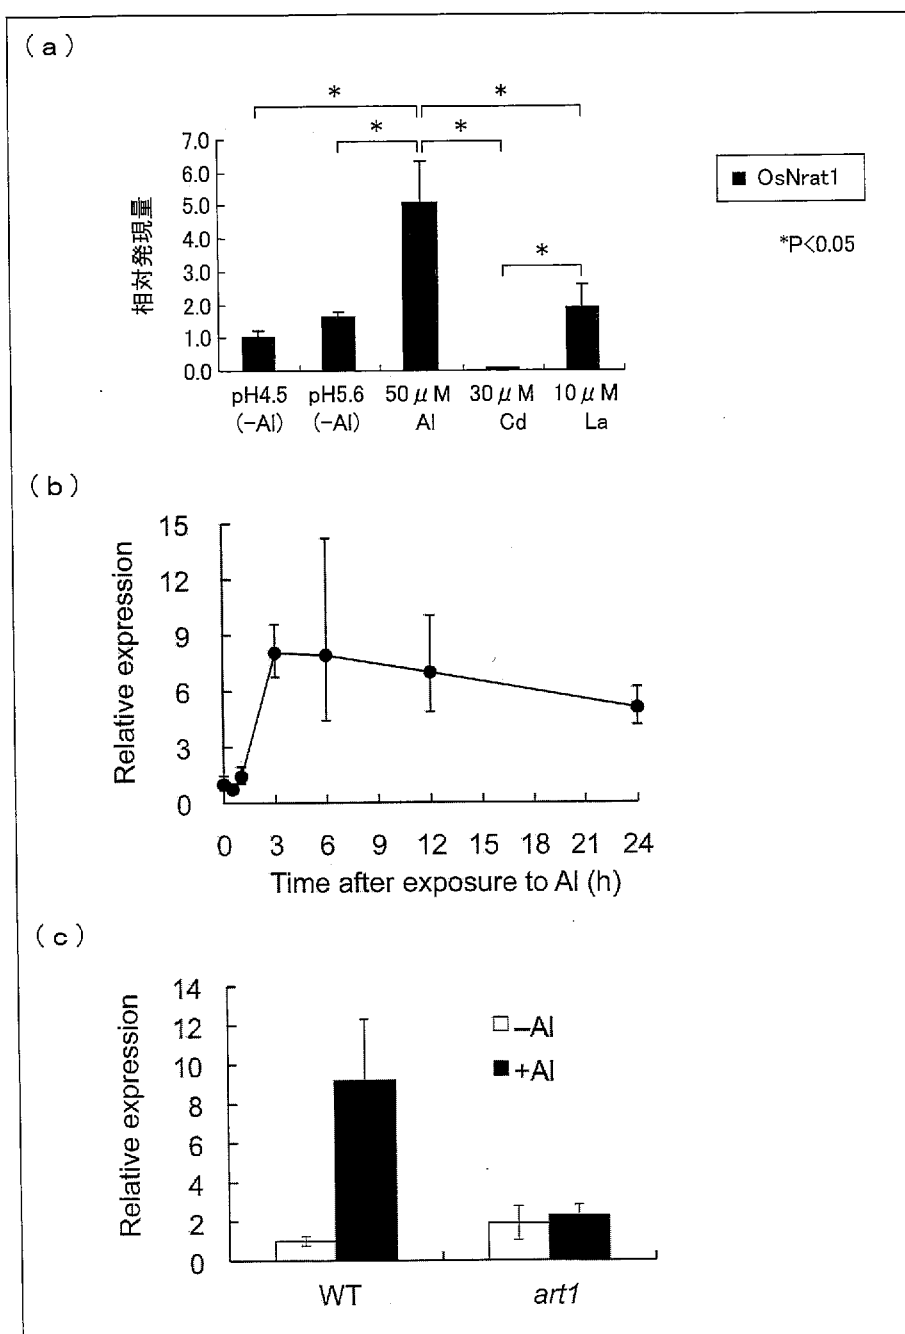 (a)
* *
* *
*
7.0
6.0
5.0
4.0
3.0
2.0
1.0
0.0
相対発現量
pH4.5 pH5.6 50 μM 30 μM 10 μM
(-Al) (-Al) Al Cd La
■ OsNrat1
*P<0.05
(b)
15
12
9
6
3
0
Relative expression
0 3 6 9 12 15 18 21 24
Time after exposure to Al (h)
(c)
14
12
10
8
6
4
2
0
Relative expression
□–Al
■+Al
WT art1